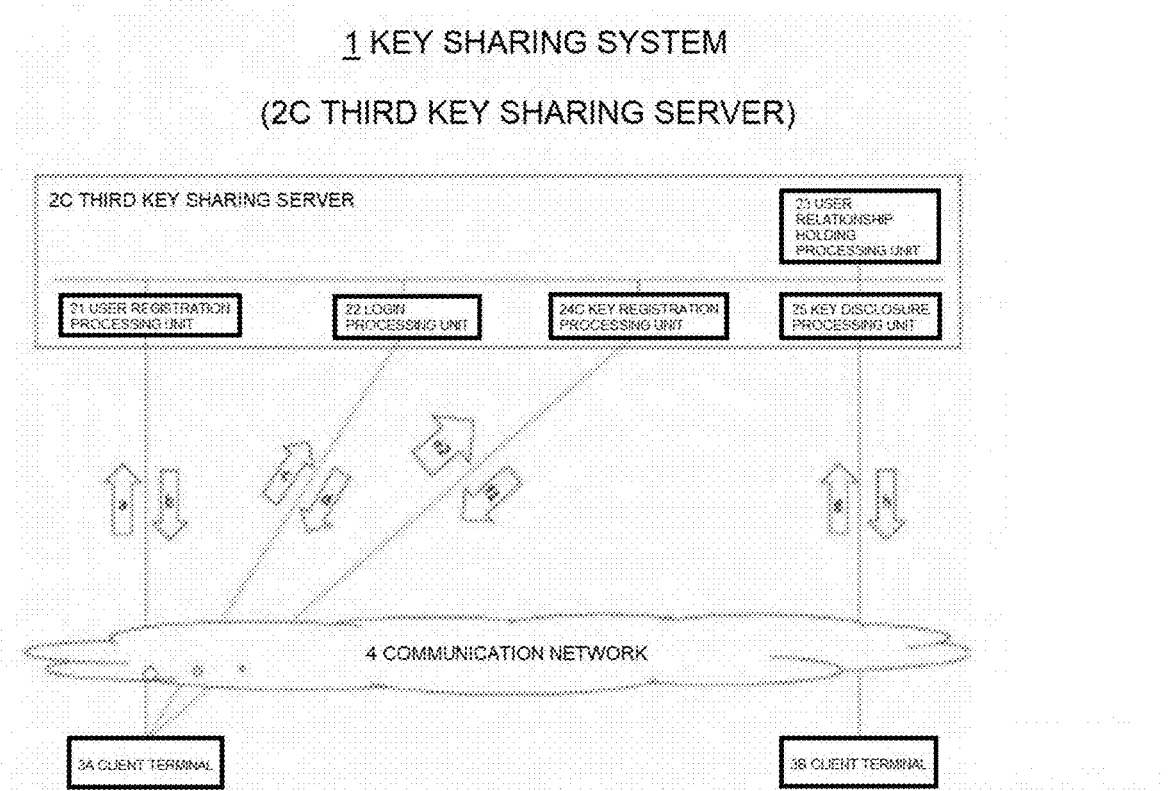 1 KEY SHARING SYSTEM
(2C THIRD KEY SHARING SERVER)
2C THIRD KEY SHARING SERVER
23 USER
RELATIONSHIP
HOLDING
PROCESSING UNIT
21 USER REGISTRATION
PROCESSING UNIT
22 LOGIN
PROCESSING UNIT
24C KEY REGISTRATION
PROCESSING UNIT
25 KEY DISCLOSURE
PROCESSING UNIT
4 COMMUNICATION NETWORK
3A CLIENT TERMINAL
3B CLIENT TERMINAL